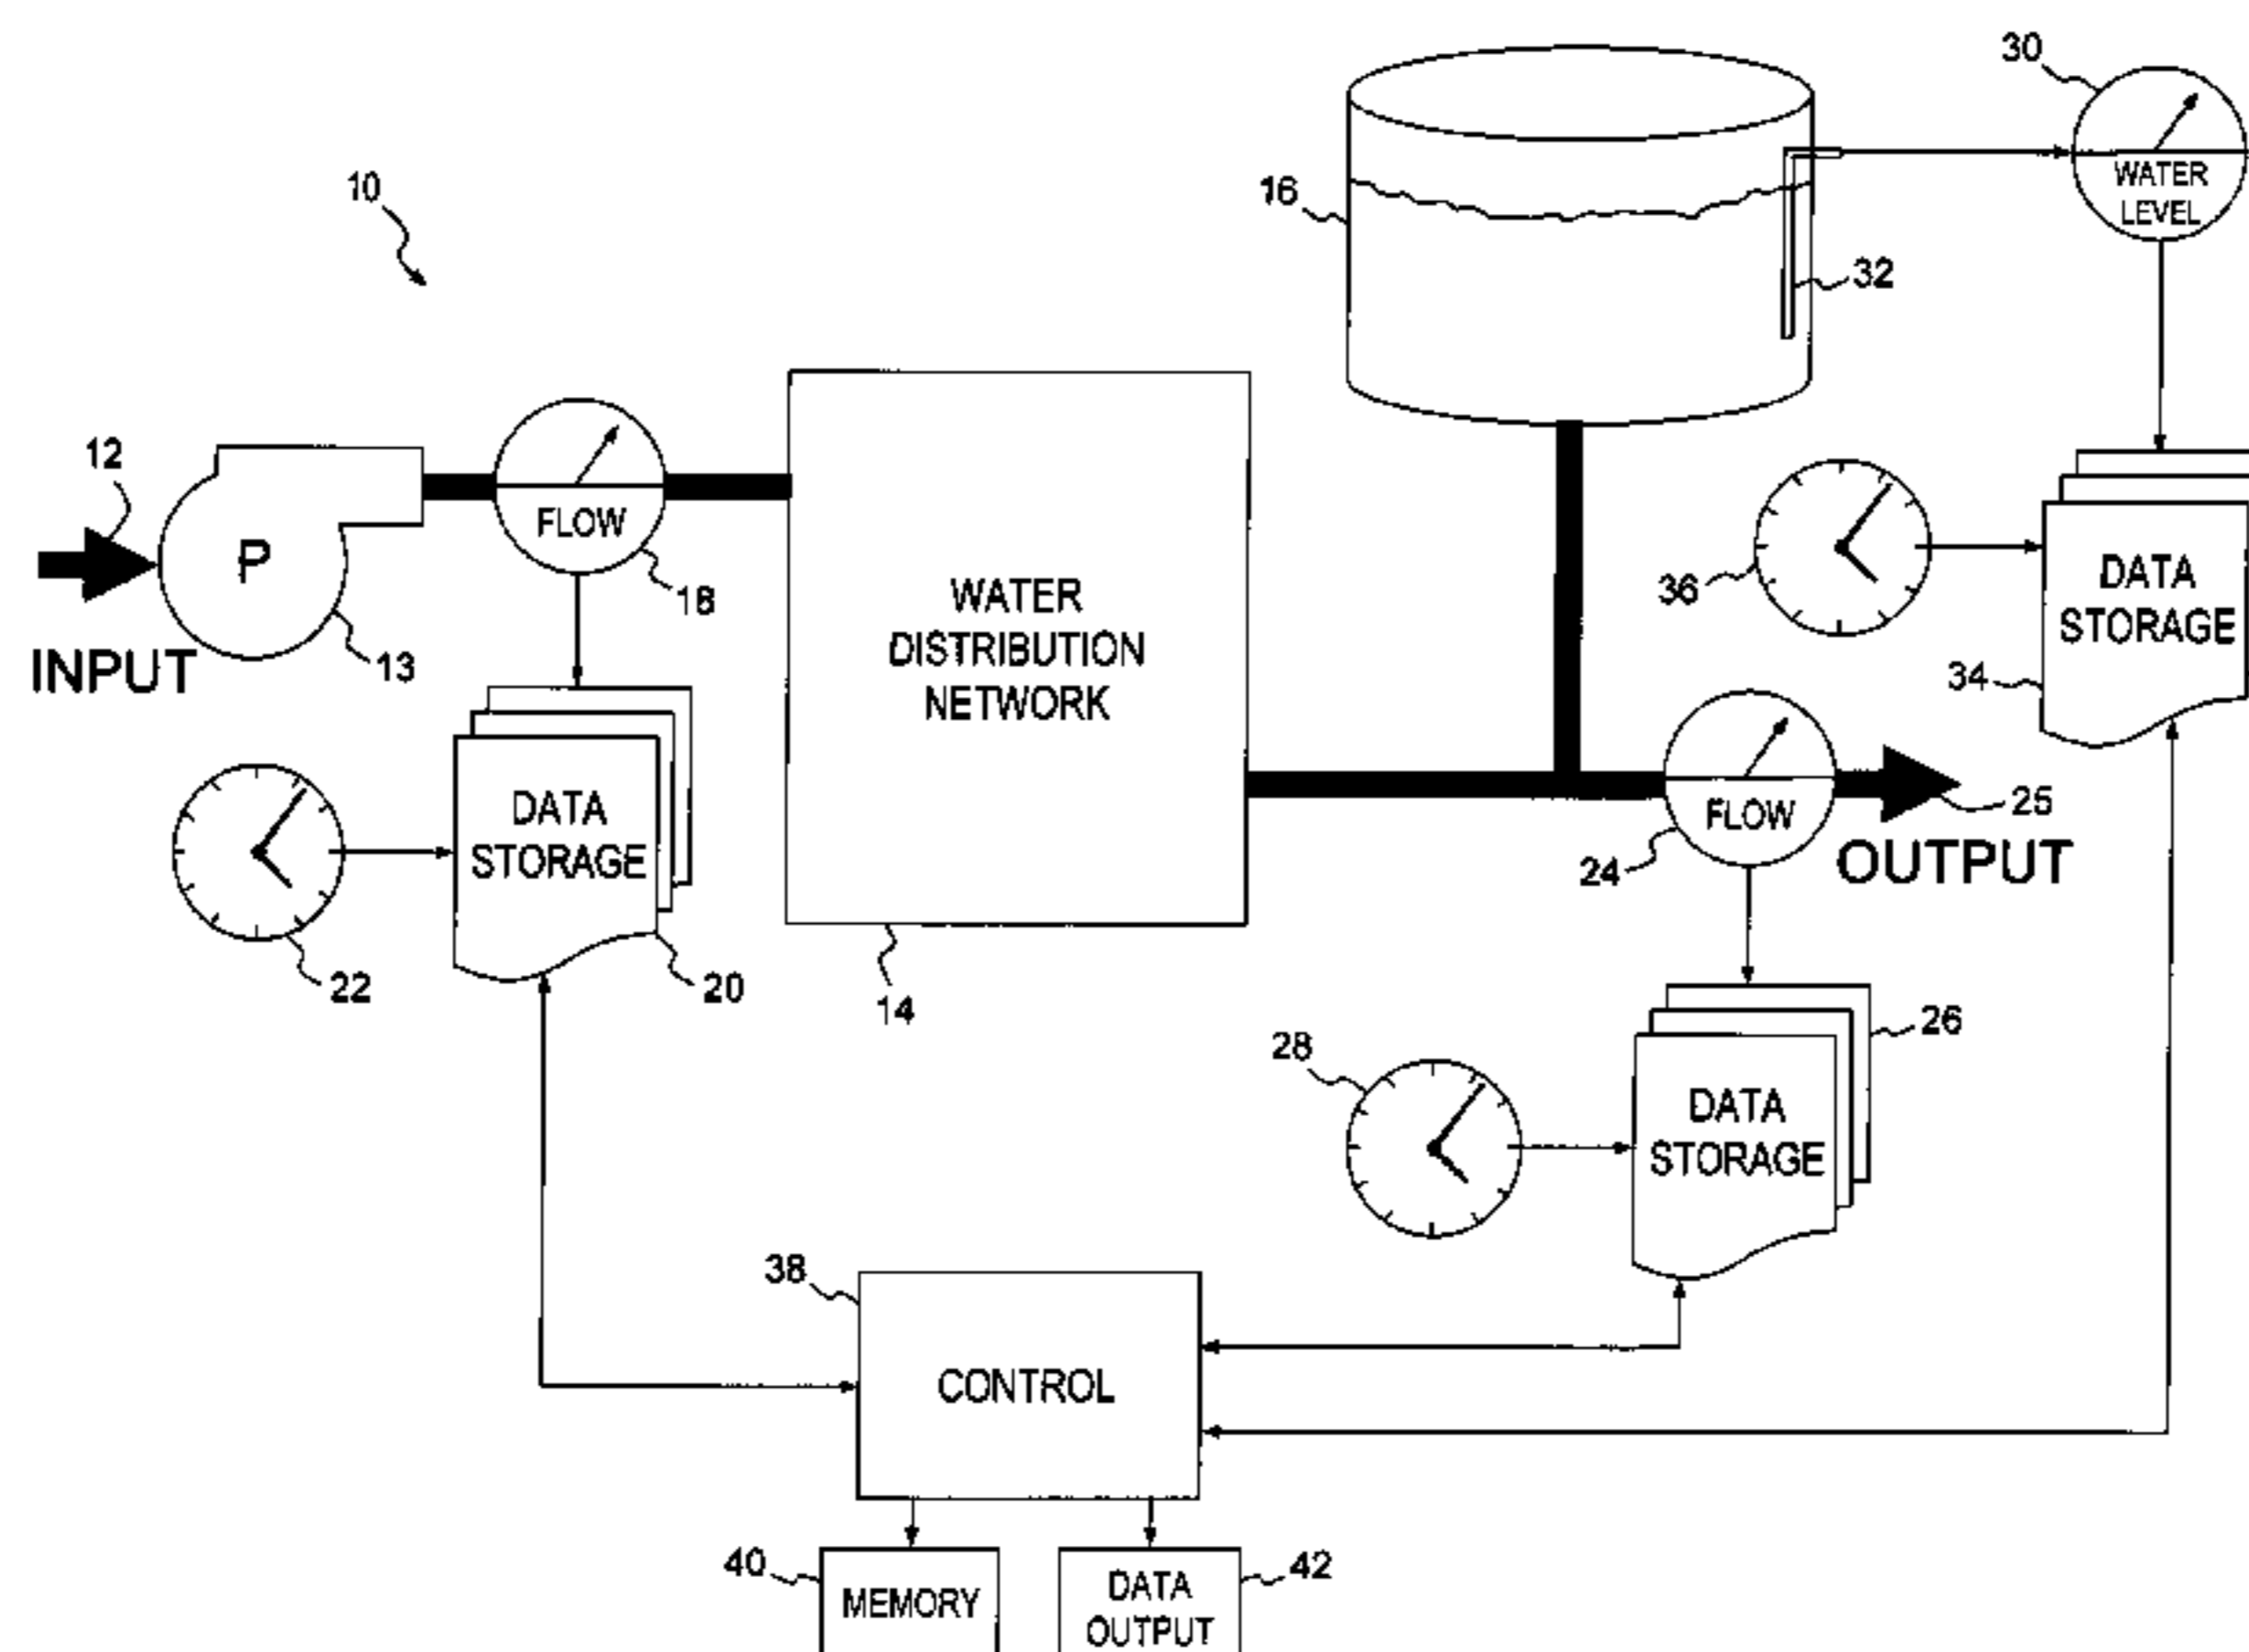 30
10
16
WATER
LEVEL
32
12
FLOW
P
18
WATER
DISTRIBUTION
NETWORK
36
DATA
STORAGE
INPUT
13
34
DATA
STORAGE
FLOW
25
24
OUTPUT
22
20
14
26
28
DATA
STORAGE
38
CONTROL
40
MEMORY
DATA
OUTPUT
42